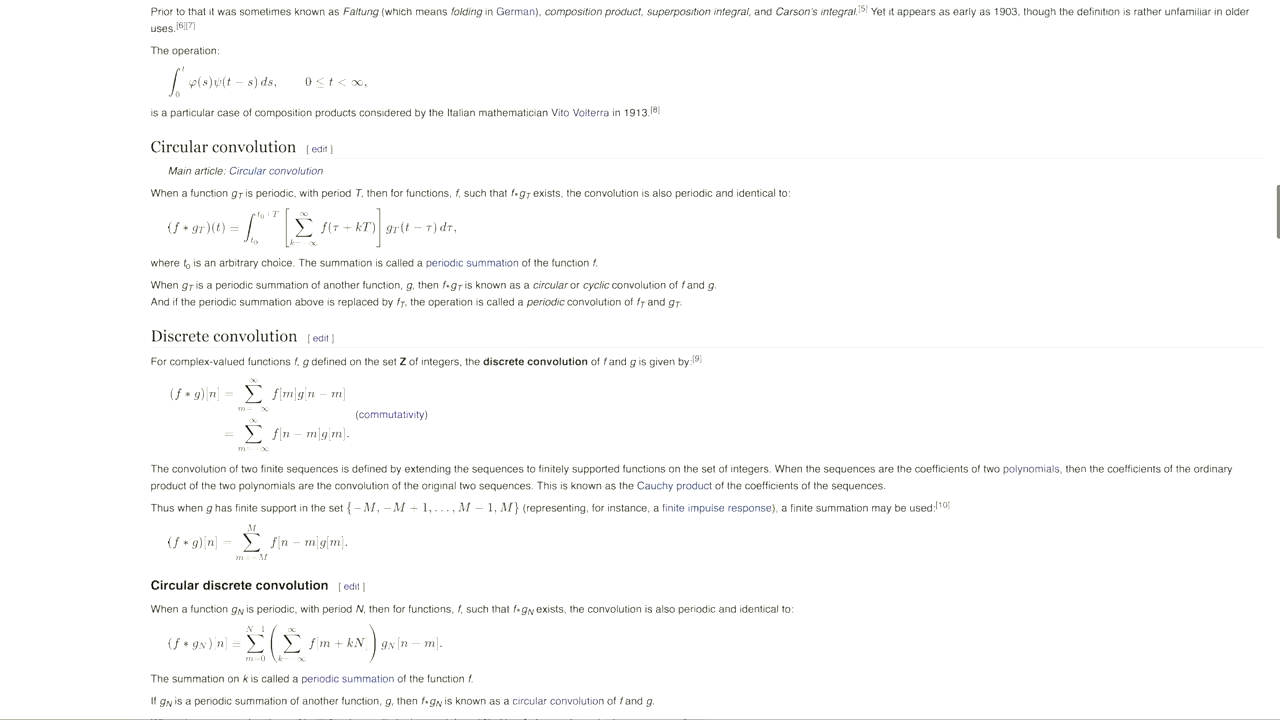 Prior to that it was sometimes known as Faltung (which means folding in German), composition product, superposition integral, and Carson's integral.[5] Yet it appears as early as 1903, though the definition is rather unfamiliar in older
uses.[6][7]
The operation:
∫₀ᵗ φ(s)ψ(t − s) ds,    0 ≤ t < ∞,
is a particular case of composition products considered by the Italian mathematician Vito Volterra in 1913.[8]
Circular convolution [ edit ]
Main article: Circular convolution
When a function g_T is periodic, with period T, then for functions, f, such that f∗g_T exists, the convolution is also periodic and identical to:
(f ∗ g_T)(t) ≡ ∫_{t₀}^{t₀+T} [ ∑_{k=−∞}^{∞} f(τ + kT) ] g_T(t − τ) dτ,
where t₀ is an arbitrary choice. The summation is called a periodic summation of the function f.
When g_T is a periodic summation of another function, g, then f∗g_T is known as a circular or cyclic convolution of f and g.
And if the periodic summation above is replaced by f_T, the operation is called a periodic convolution of f_T and g_T.
Discrete convolution [ edit ]
For complex-valued functions f, g defined on the set Z of integers, the discrete convolution of f and g is given by:[9]
(f ∗ g)[n] = ∑_{m=−∞}^{∞} f[m]g[n − m]
(commutativity)
= ∑_{m=−∞}^{∞} f[n − m]g[m].
The convolution of two finite sequences is defined by extending the sequences to finitely supported functions on the set of integers. When the sequences are the coefficients of two polynomials, then the coefficients of the ordinary
product of the two polynomials are the convolution of the original two sequences. This is known as the Cauchy product of the coefficients of the sequences.
Thus when g has finite support in the set {−M, −M + 1, . . . , M − 1, M} (representing, for instance, a finite impulse response), a finite summation may be used:[10]
(f ∗ g)[n] = ∑_{m=−M}^{M} f[n − m]g[m].
Circular discrete convolution [ edit ]
When a function g_N is periodic, with period N, then for functions, f, such that f∗g_N exists, the convolution is also periodic and identical to:
(f ∗ g_N)[n] ≡ ∑_{m=0}^{N−1} ( ∑_{k=−∞}^{∞} f[m + kN] ) g_N[n − m].
The summation on k is called a periodic summation of the function f.
If g_N is a periodic summation of another function, g, then f∗g_N is known as a circular convolution of f and g.